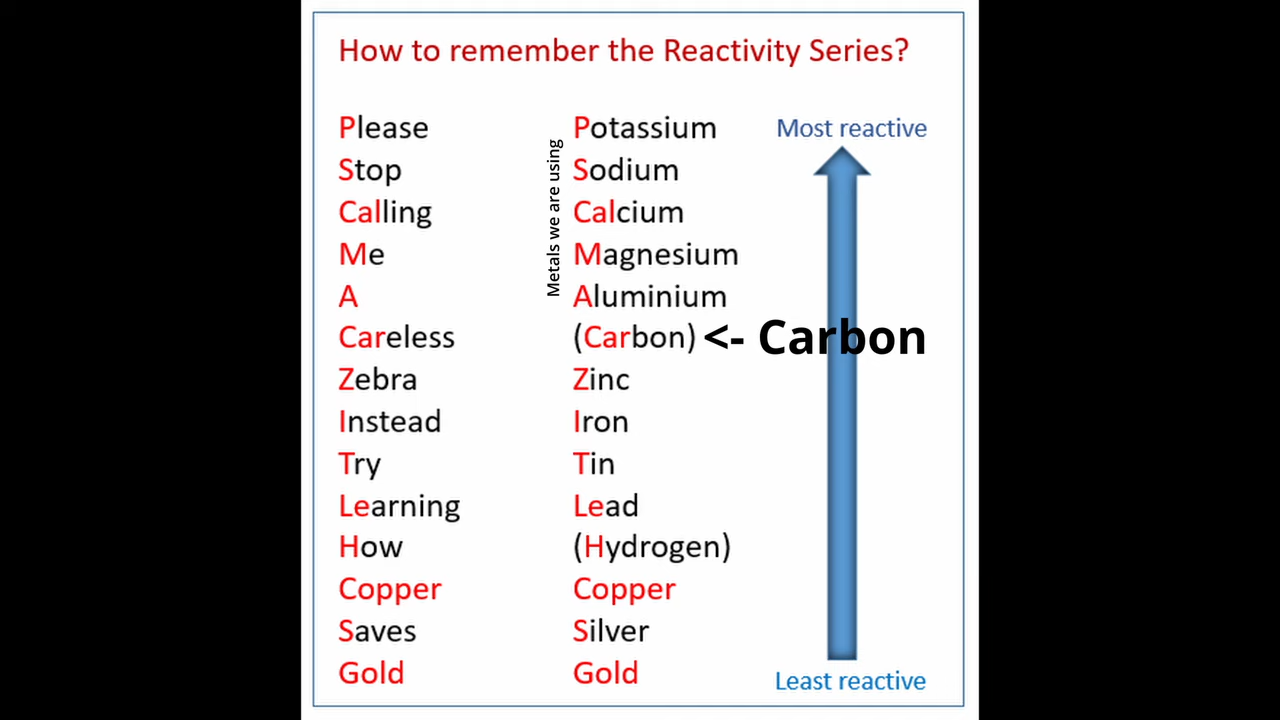 How to remember the Reactivity Series?
Please Potassium Most reactive
Stop Sodium
Calling Calcium
Me Magnesium
A Aluminium
Metals we are using
Careless (Carbon) <- Carbon
Zebra Zinc
Instead Iron
Try Tin
Learning Lead
How (Hydrogen)
Copper Copper
Saves Silver
Gold Gold Least reactive